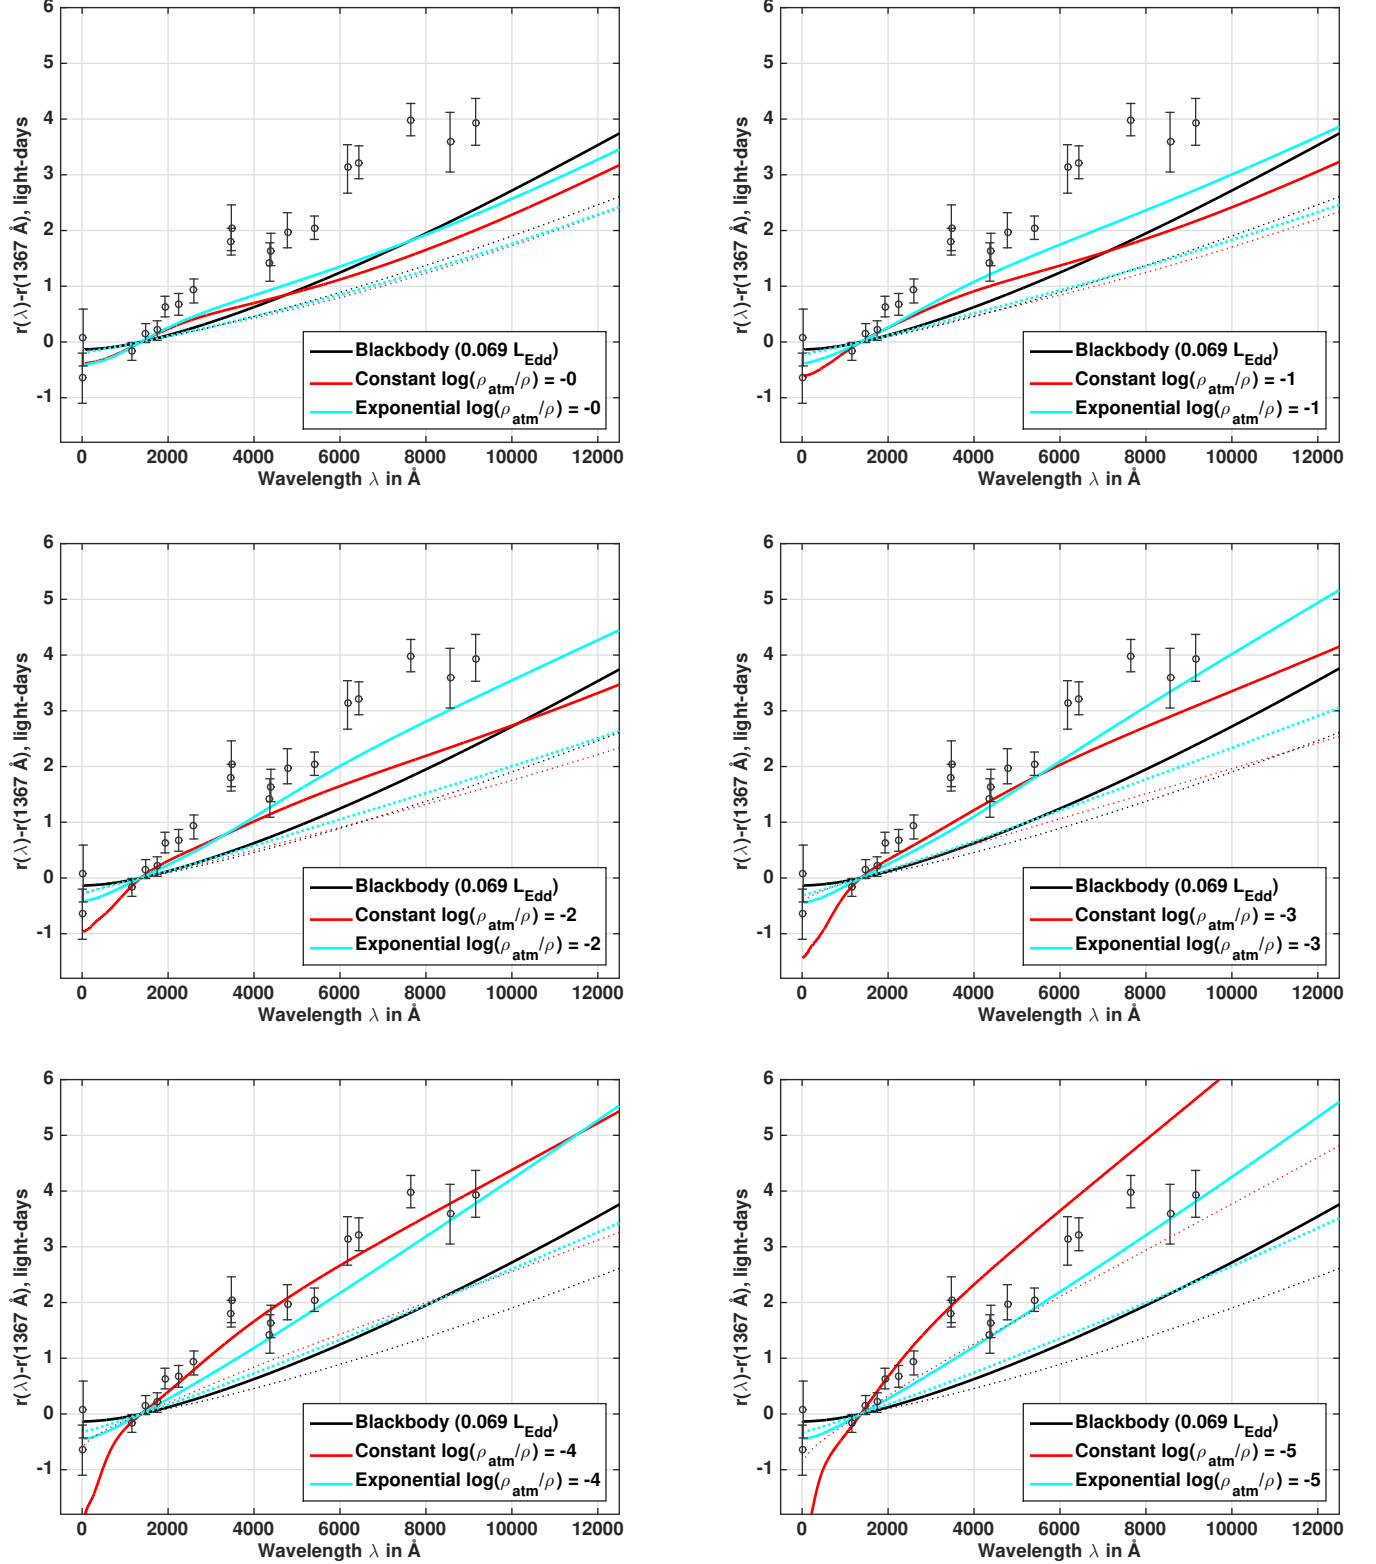 6
5
4
3
2
1
0
-1
r(λ)-r(1367 Å), light-days
0 2000 4000 6000 8000 10000 12000
Wavelength λ in Å
Blackbody (0.069 L_Edd)
Constant log(ρ_atm/ρ) = -0
Exponential log(ρ_atm/ρ) = -0
6
5
4
3
2
1
0
-1
r(λ)-r(1367 Å), light-days
0 2000 4000 6000 8000 10000 12000
Wavelength λ in Å
Blackbody (0.069 L_Edd)
Constant log(ρ_atm/ρ) = -1
Exponential log(ρ_atm/ρ) = -1
6
5
4
3
2
1
0
-1
r(λ)-r(1367 Å), light-days
0 2000 4000 6000 8000 10000 12000
Wavelength λ in Å
Blackbody (0.069 L_Edd)
Constant log(ρ_atm/ρ) = -2
Exponential log(ρ_atm/ρ) = -2
6
5
4
3
2
1
0
-1
r(λ)-r(1367 Å), light-days
0 2000 4000 6000 8000 10000 12000
Wavelength λ in Å
Blackbody (0.069 L_Edd)
Constant log(ρ_atm/ρ) = -3
Exponential log(ρ_atm/ρ) = -3
6
5
4
3
2
1
0
-1
r(λ)-r(1367 Å), light-days
0 2000 4000 6000 8000 10000 12000
Wavelength λ in Å
Blackbody (0.069 L_Edd)
Constant log(ρ_atm/ρ) = -4
Exponential log(ρ_atm/ρ) = -4
6
5
4
3
2
1
0
-1
r(λ)-r(1367 Å), light-days
0 2000 4000 6000 8000 10000 12000
Wavelength λ in Å
Blackbody (0.069 L_Edd)
Constant log(ρ_atm/ρ) = -5
Exponential log(ρ_atm/ρ) = -5